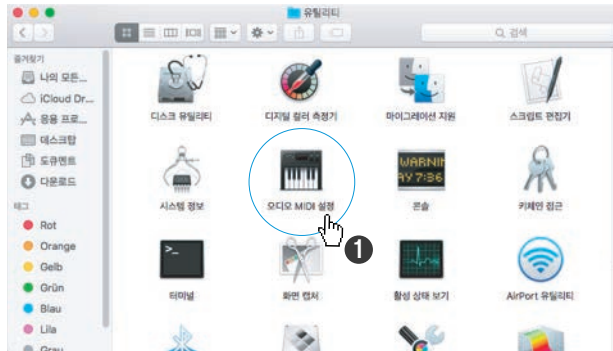 유틸리티
검색
즐겨찾기
나의 모든...
iCloud Dr...
응용 프로...
데스크탑
도큐멘트
다운로드
태그
Rot
Orange
Gelb
Grün
Blau
Lila
Grau
디스크 유틸리티
디지털 컬러 측정기
마이그레이션 지원
스크립트 편집기
WARNIN
AY7:36
시스템 정보
오디오 MIDI 설정
콘솔
키체인 접근
1
>_
터미널
화면 캡처
활성 상태 보기
AirPort 유틸리티